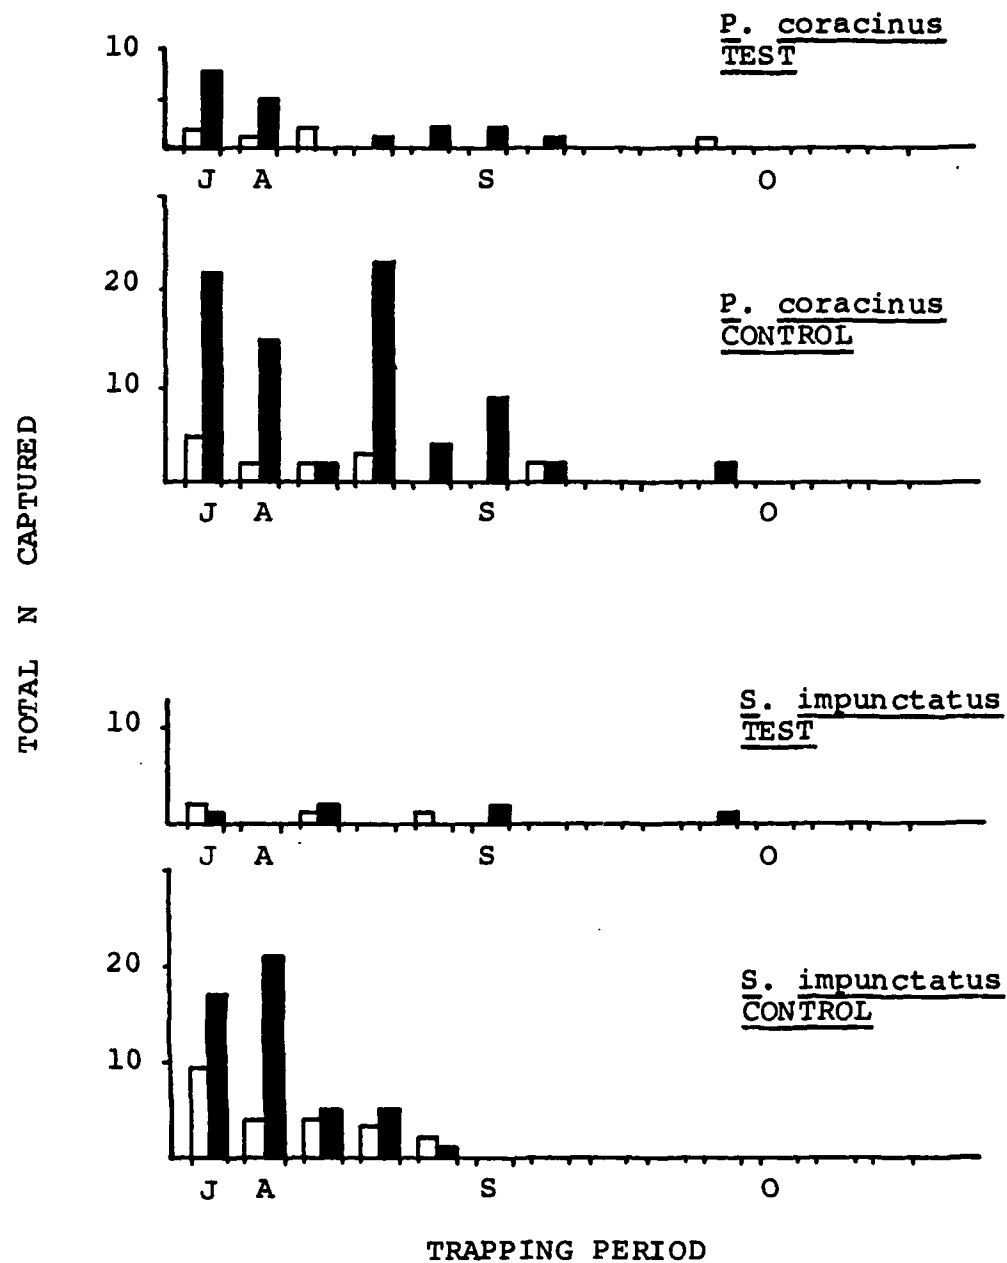 P. coracinus
TEST
10
J A S O
P. coracinus
CONTROL
20
10
J A S O
TOTAL N CAPTURED
S. impunctatus
TEST
10
J A S O
S. impunctatus
CONTROL
20
10
J A S O
TRAPPING PERIOD